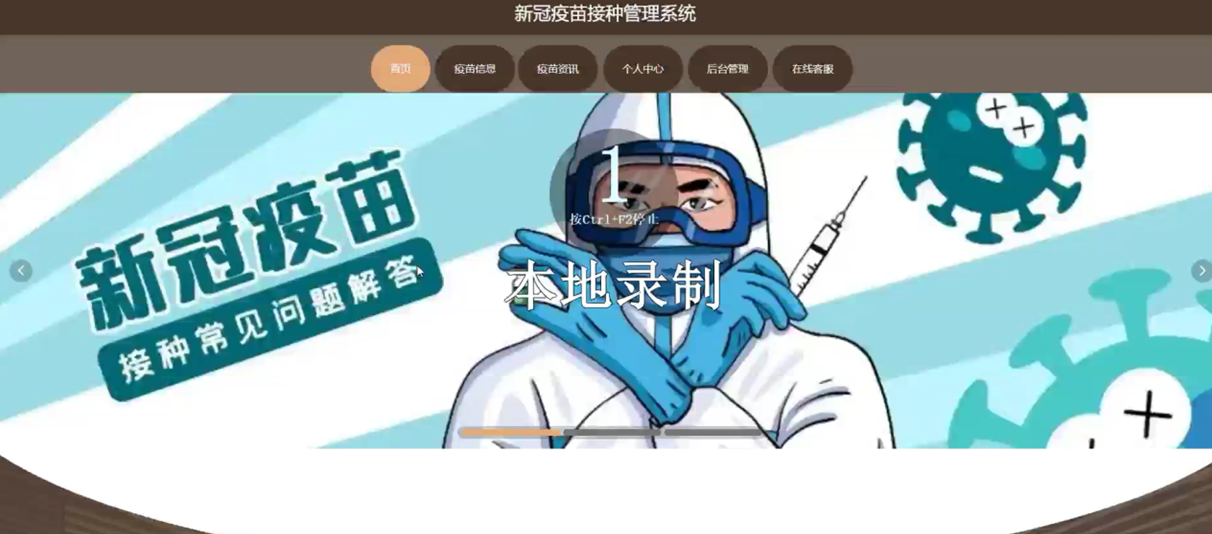 新冠疫苗接种管理系统
首页 疫苗信息 疫苗资讯 个人中心 后台管理 在线客服
新冠疫苗
接种常见问题解答
1
按Ctrl+F2停止
本地录制